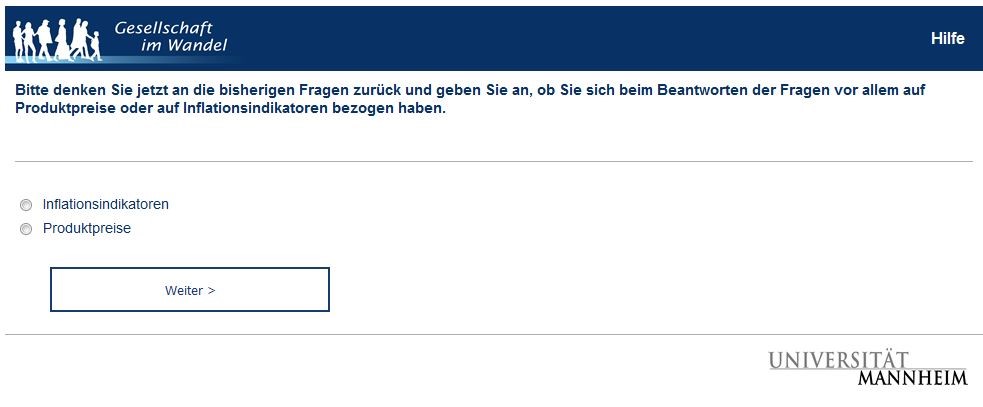 Gesellschaft
im Wandel
Hilfe
Bitte denken Sie jetzt an die bisherigen Fragen zurück und geben Sie an, ob Sie sich beim Beantworten der Fragen vor allem auf
Produktpreise oder auf Inflationsindikatoren bezogen haben.
Inflationsindikatoren
Produktpreise
Weiter >
UNIVERSITÄT
MANNHEIM